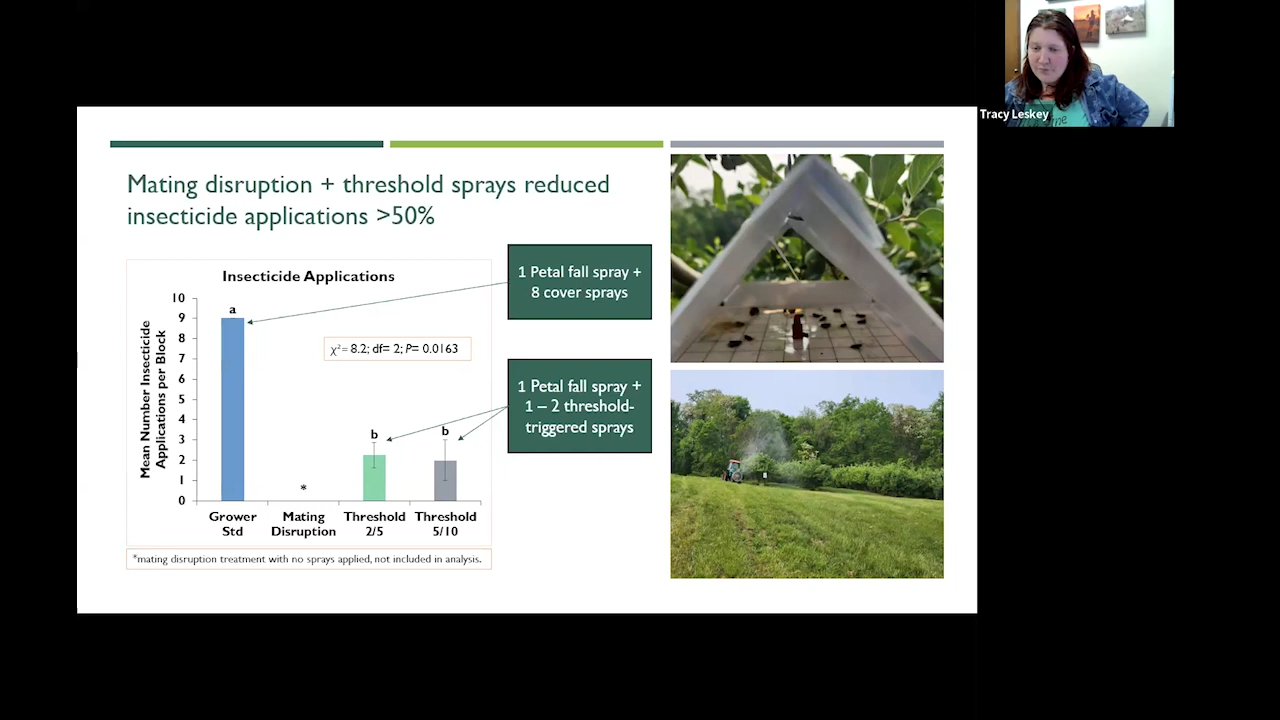 Tracy Leskey
Mating disruption + threshold sprays reduced
insecticide applications >50%
Insecticide Applications
Mean Number Insecticide
Applications per Block
10
9
8
7
6
5
4
3
2
1
0
a
*
b
b
χ² = 8.2; df= 2; P= 0.0163
Grower
Std
Mating
Disruption
Threshold
2/5
Threshold
5/10
*mating disruption treatment with no sprays applied, not included in analysis.
1 Petal fall spray +
8 cover sprays
1 Petal fall spray +
1 – 2 threshold-
triggered sprays